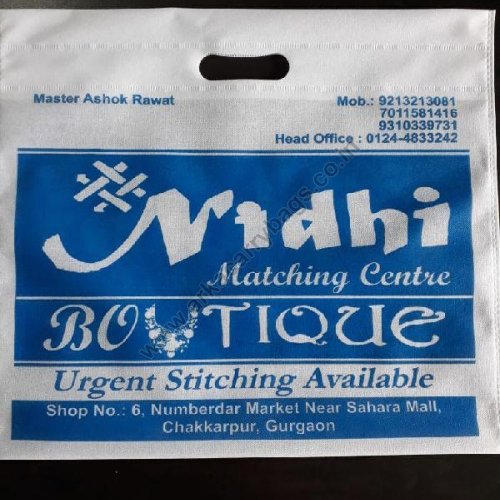 Master Ashok Rawat
Mob.: 9213213081
7011581416
9310339731
Head Office : 0124-4833242
Nidhi
Matching Centre
BOUTIQUE
Urgent Stitching Available
Shop No.: 6, Numberdar Market Near Sahara Mall,
Chakkarpur, Gurgaon